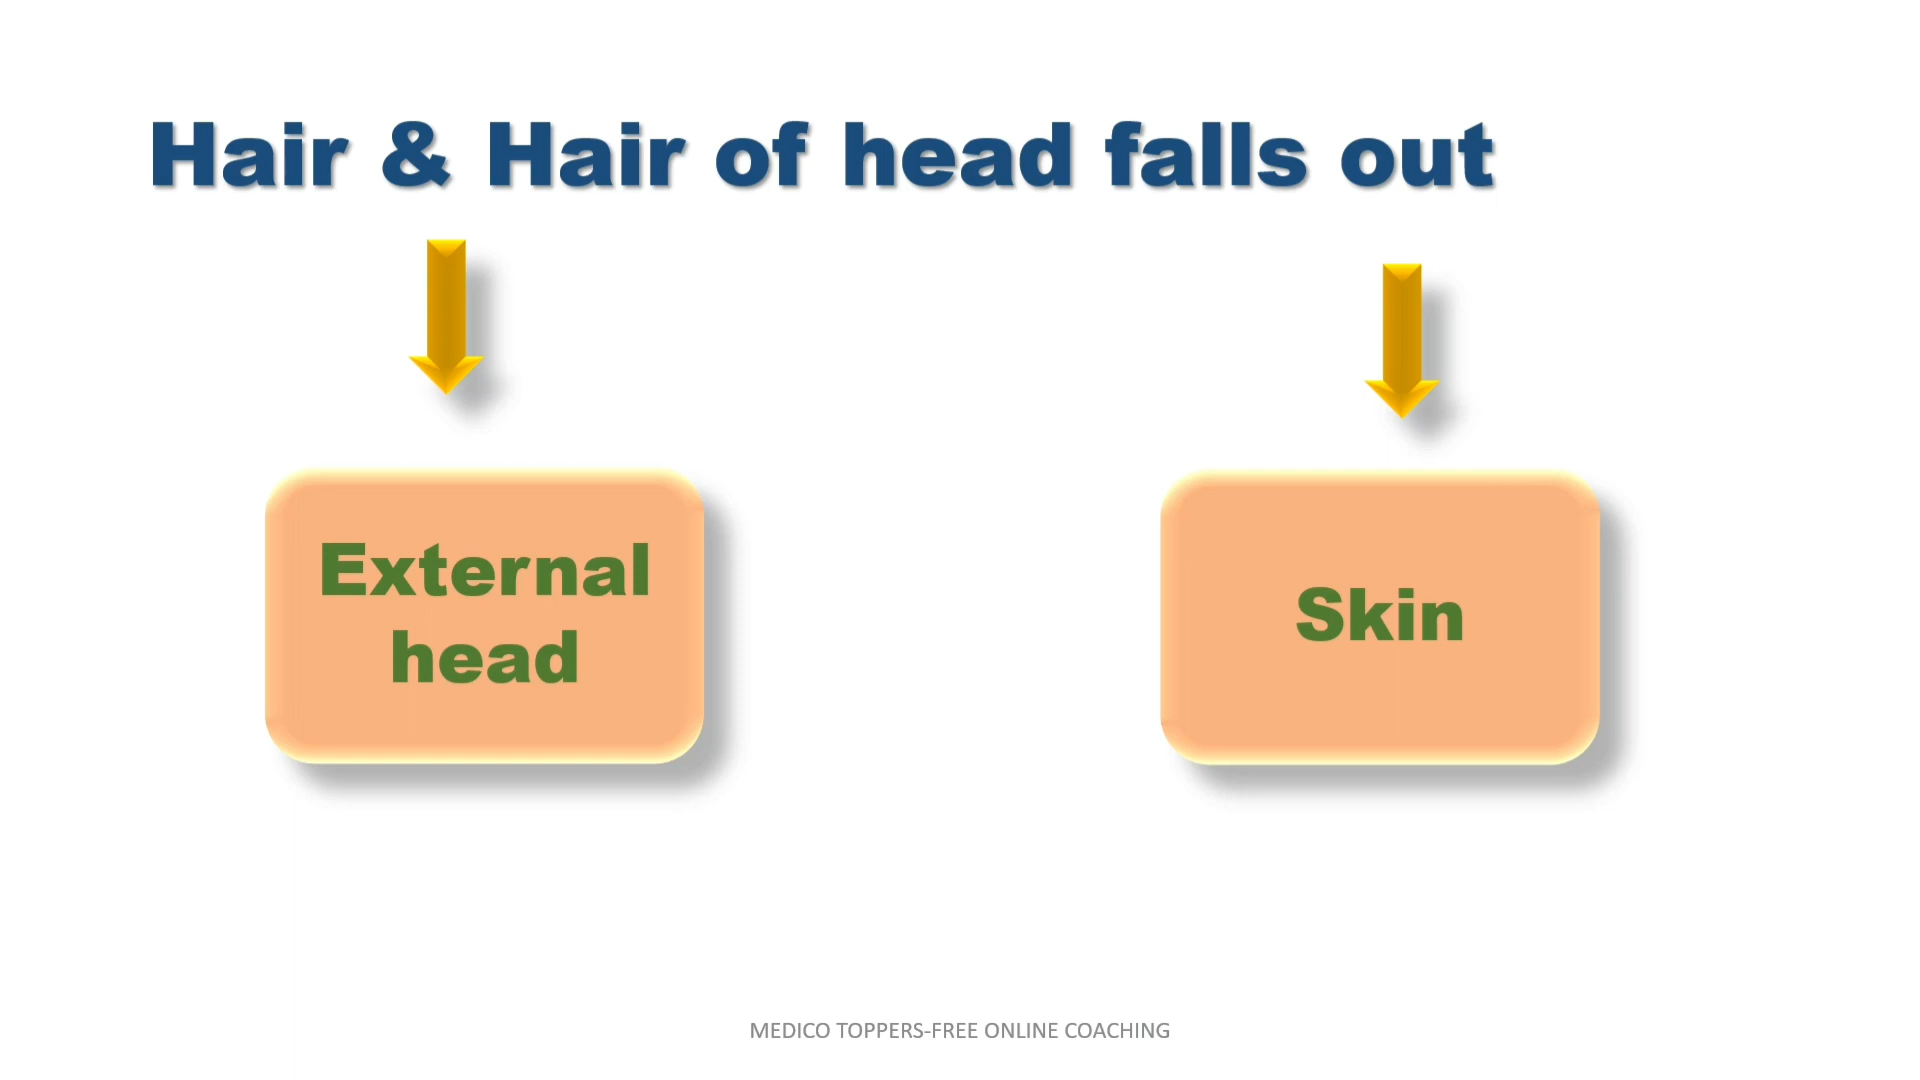 Hair & Hair of head falls out
External
head
Skin
MEDICO TOPPERS-FREE ONLINE COACHING